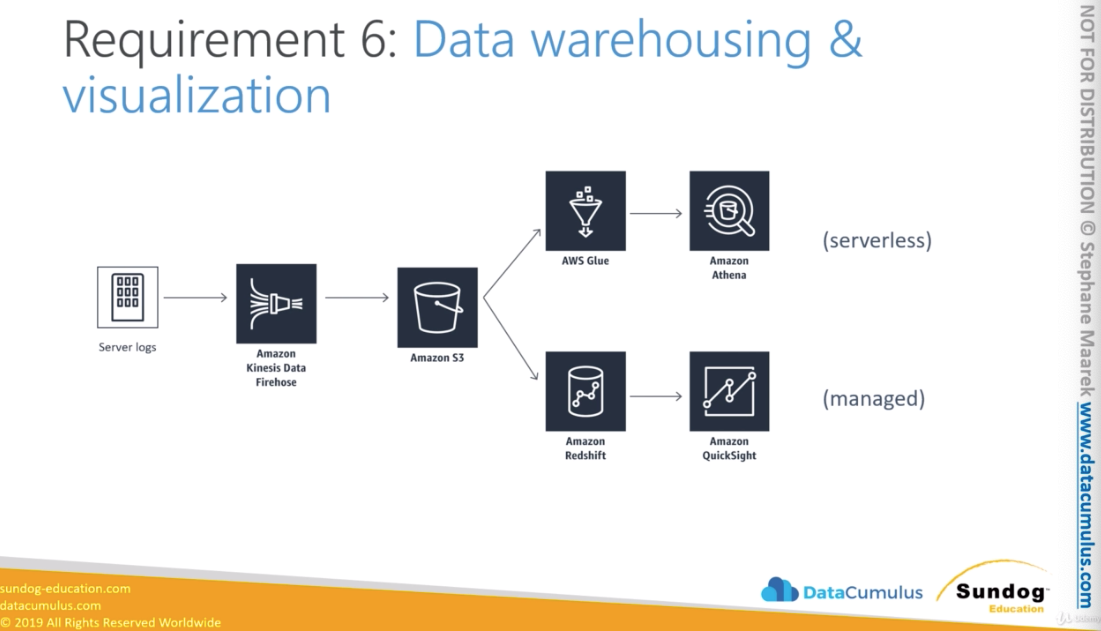 Requirement 6: Data warehousing &
visualization
Server logs
Amazon
Kinesis Data
Firehose
Amazon S3
AWS Glue
Amazon
Athena
(serverless)
Amazon
Redshift
Amazon
QuickSight
(managed)
NOT FOR DISTRIBUTION © Stephane Maarek www.datacumulus.com
sundog-education.com
datacumulus.com
© 2019 All Rights Reserved Worldwide
DataCumulus
Sundog
Education
Udemy